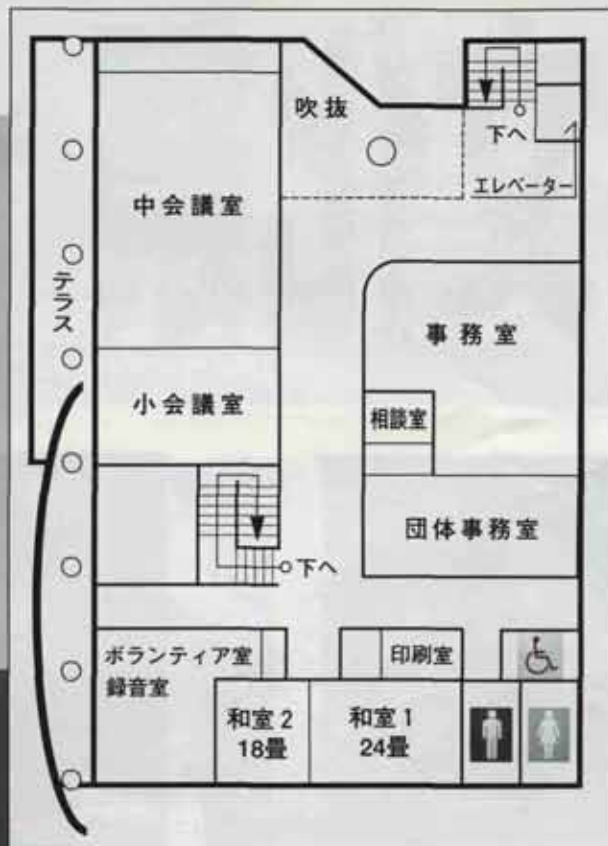 吹抜
下へ
エレベーター
中会議室
テラス
事務室
小会議室
相談室
団体事務室
下へ
ボランティア室
録音室
印刷室
和室2
18畳
和室1
24畳